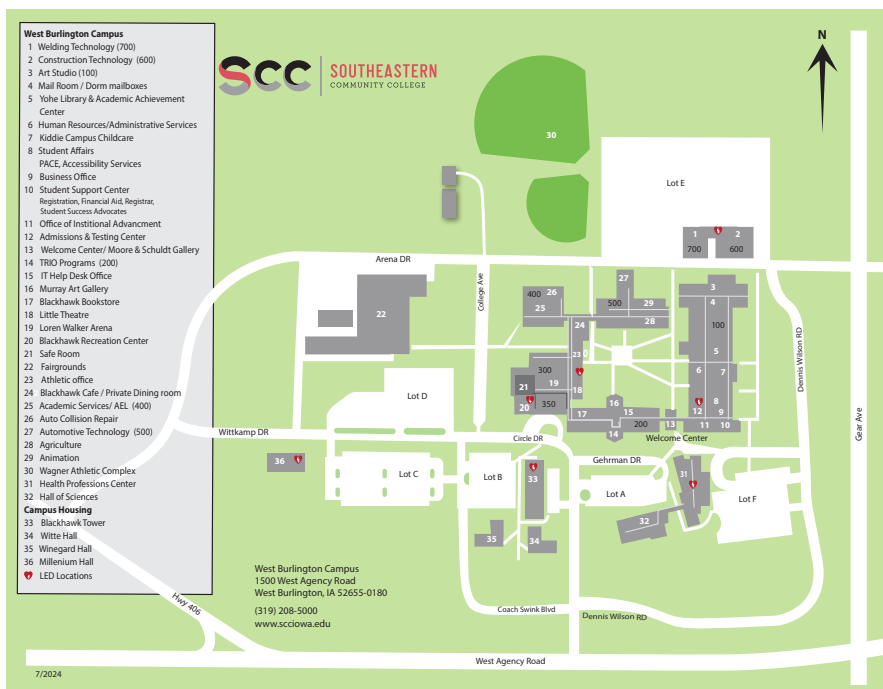 West Burlington Campus
1 Welding Technology (700)
2 Construction Technology (600)
3 Art Studio (100)
4 Mail Room / Dorm mailboxes
5 Yohe Library & Academic Achievement
Center
6 Human Resources/Administrative Services
7 Kiddie Campus Childcare
8 Student Affairs
PACE, Accessibility Services
9 Business Office
10 Student Support Center
Registration, Financial Aid, Registrar,
Student Success Advocates
11 Office of Institional Advancment
12 Admissions & Testing Center
13 Welcome Center/ Moore & Schuldt Gallery
14 TRIO Programs (200)
15 IT Help Desk Office
16 Murray Art Gallery
17 Blackhawk Bookstore
18 Little Theatre
19 Loren Walker Arena
20 Blackhawk Recreation Center
21 Safe Room
22 Fairgrounds
23 Athletic office
24 Blackhawk Cafe / Private Dining room
25 Academic Services/ AEL (400)
26 Auto Collision Repair
27 Automotive Technology (500)
28 Agriculture
29 Animation
30 Wagner Athletic Complex
31 Health Professions Center
32 Hall of Sciences
Campus Housing
33 Blackhawk Tower
34 Witte Hall
35 Winegard Hall
36 Millenium Hall
LED Locations
7/2024
scc SOUTHEASTERN
COMMUNITY COLLEGE
N
30
Lot E
1 2
700 600
Arena DR
College Ave
22
27
400 26
25
500 29
28
24
3
4
100
5
6 7
8
12 9
11 10
23
300
19
18
21
20 350
16
17 15
200 13
14
Dennis Wilson RD
Gear Ave
Lot D
Wittkamp DR
Circle DR
Welcome Center
Gehrman DR
36
Lot C
Lot B
33
Lot A
31
Lot F
32
35
34
West Burlington Campus
1500 West Agency Road
West Burlington, IA 52655-0180
(319) 208-5000
www.scciowa.edu
Hwy 406
Coach Swink Blvd
Dennis Wilson RD
West Agency Road